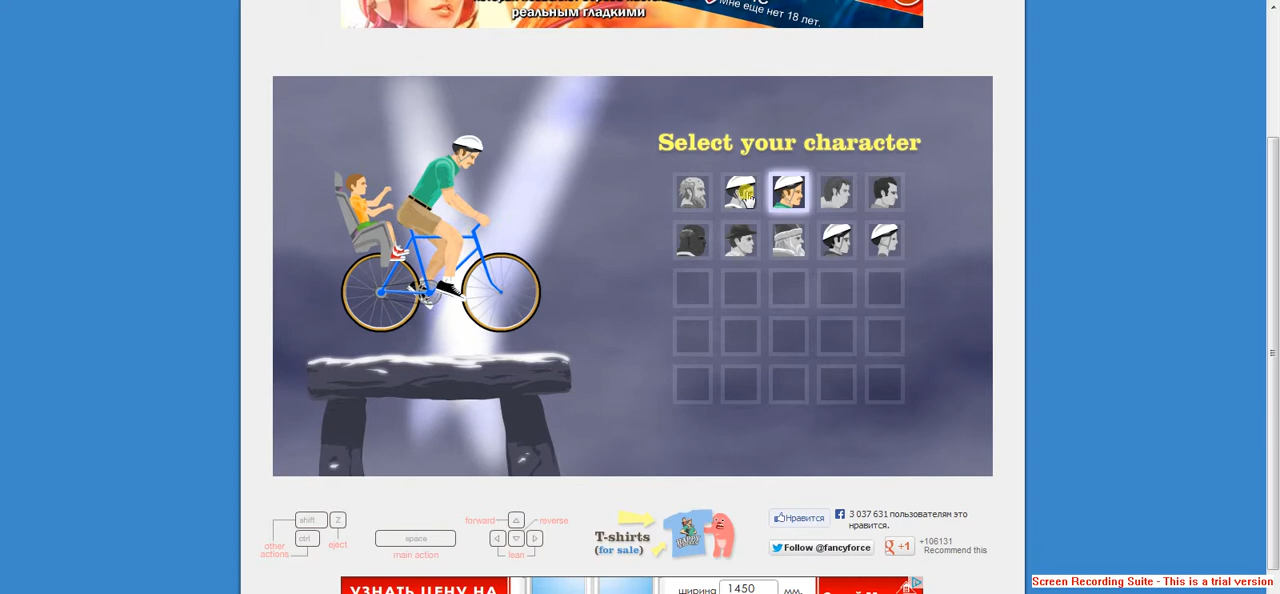 реальным гладкими
Мне еще нет 18 лет.
Select your character
shift
Z
ctrl
other
actions
eject
space
main action
forward
reverse
lean
T-shirts
(for sale)
HAPPY
Нравится
3 037 631 пользователям это
нравится.
Follow @fancyforce
+1
+106131
Recommend this
УЗНАТЬ ЦЕНУ НА
ширина
1450
мм.
Screen Recording Suite - This is a trial version